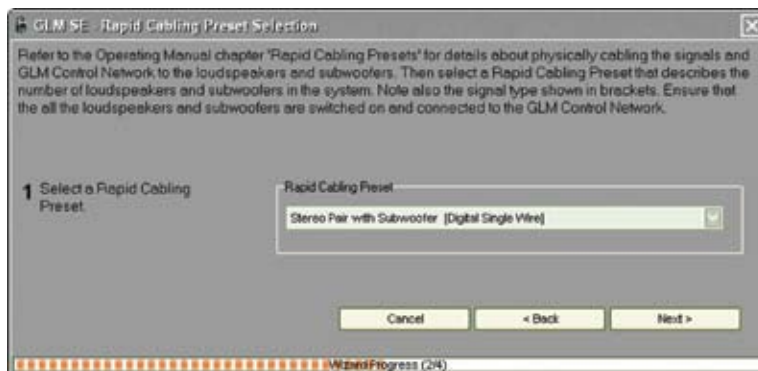 GLM SE - Rapid Cabling Preset Selection
Refer to the Operating Manual chapter "Rapid Cabling Presets" for details about physically cabling the signals and
GLM Control Network to the loudspeakers and subwoofers. Then select a Rapid Cabling Preset that describes the
number of loudspeakers and subwoofers in the system. Note also the signal type shown in brackets. Ensure that
the all the loudspeakers and subwoofers are switched on and connected to the GLM Control Network.
1 Select a Rapid Cabling
Preset.
Rapid Cabling Preset
Stereo Pair with Subwoofer [Digital Single Wire]
Cancel
< Back
Next >
Wizard Progress (2/4)